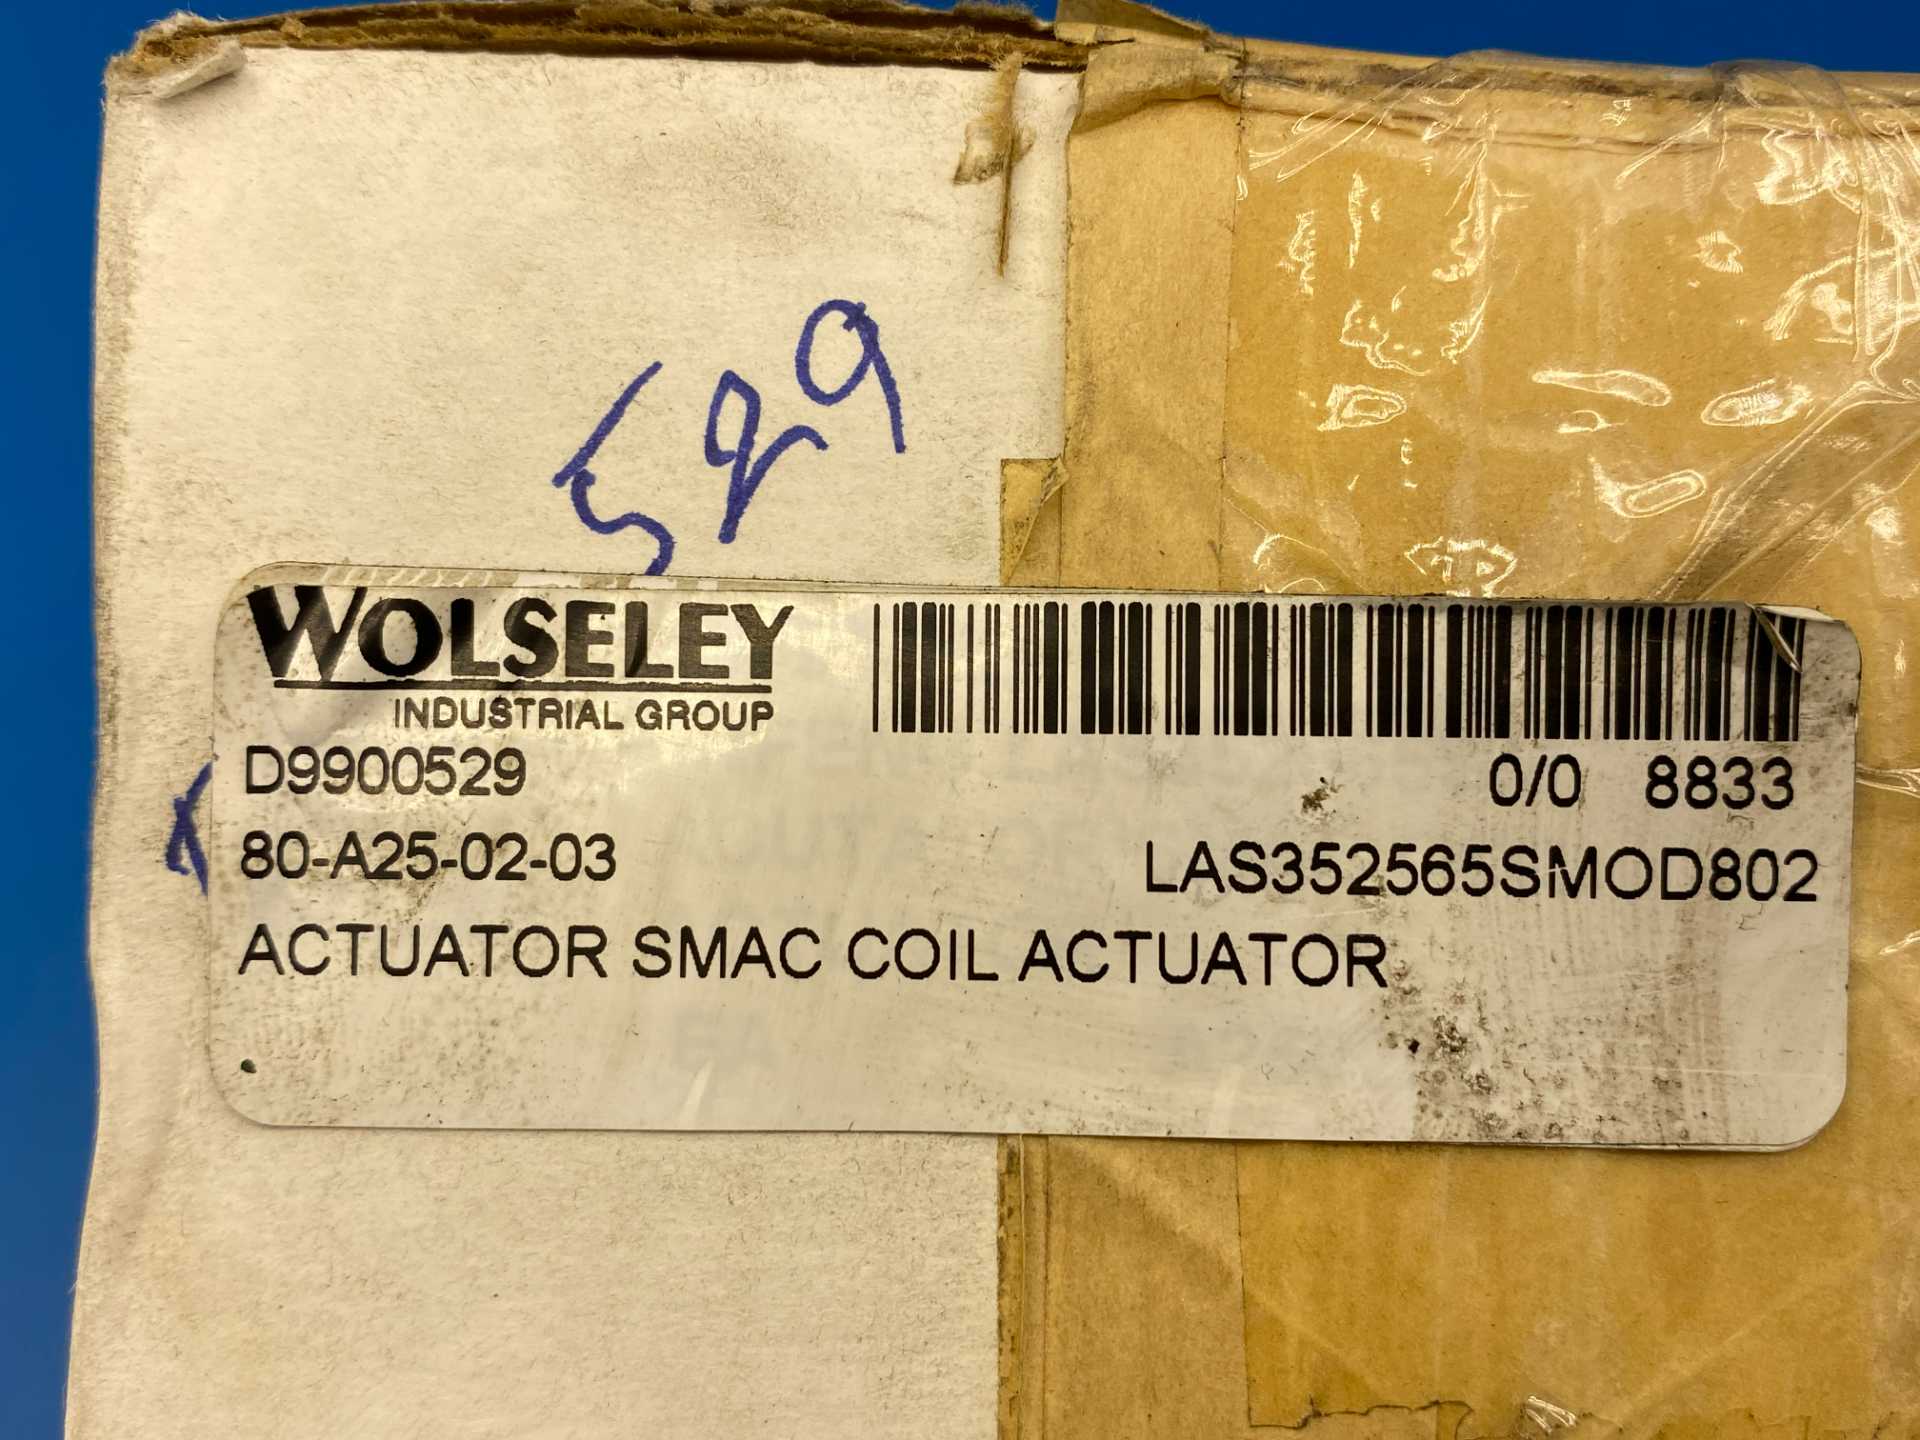 529
WOLSELEY
INDUSTRIAL GROUP
D9900529
0/0 8833
80-A25-02-03
LAS352565SMOD802
ACTUATOR SMAC COIL ACTUATOR